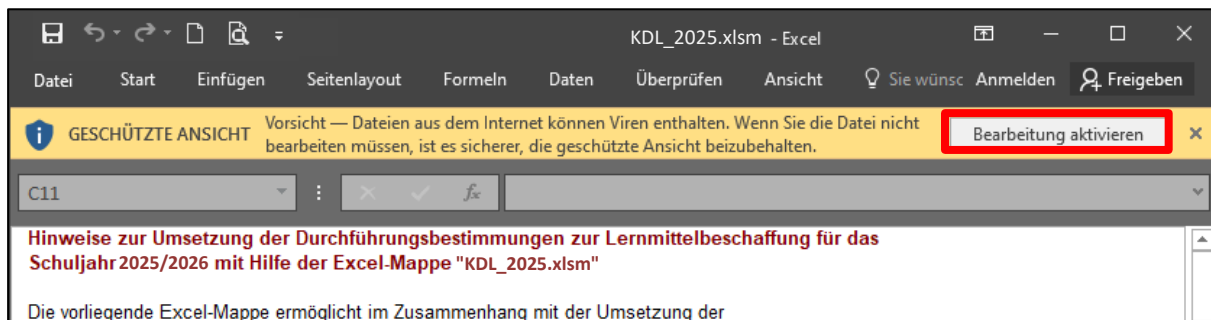 KDL_2025.xlsm - Excel
Datei Start Einfügen Seitenlayout Formeln Daten Überprüfen Ansicht Sie wünsc Anmelden Freigeben
GESCHÜTZTE ANSICHT Vorsicht — Dateien aus dem Internet können Viren enthalten. Wenn Sie die Datei nicht
bearbeiten müssen, ist es sicherer, die geschützte Ansicht beizubehalten.
Bearbeitung aktivieren
C11 fx
Hinweise zur Umsetzung der Durchführungsbestimmungen zur Lernmittelbeschaffung für das
Schuljahr 2025/2026 mit Hilfe der Excel-Mappe "KDL_2025.xlsm"
Die vorliegende Excel-Mappe ermöglicht im Zusammenhang mit der Umsetzung der